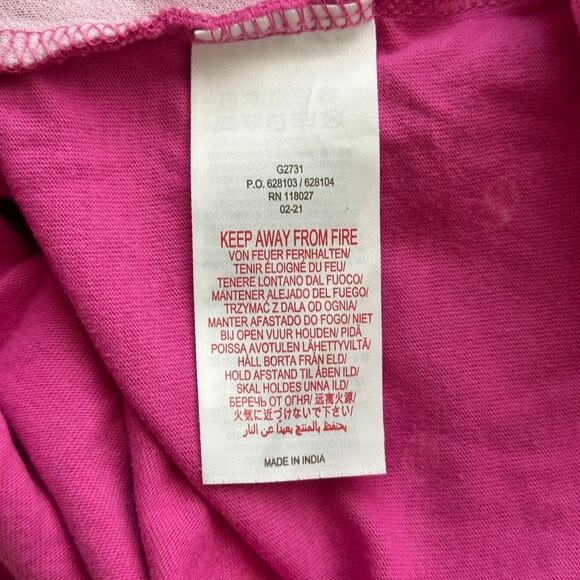 G2731
P.O. 628103 / 628104
RN 118027
02-21
KEEP AWAY FROM FIRE
VON FEUER FERNHALTEN/
TENIR ÉLOIGNÉ DU FEU/
TENERE LONTANO DAL FUOCO/
MANTENER ALEJADO DEL FUEGO/
TRZYMAĆ Z DALA OD OGNIA/
MANTER AFASTADO DO FOGO/ NIET
BIJ OPEN VUUR HOUDEN/ PIDÄ
POISSA AVOTULEN LÄHETTYVILTÄ/
HÅLL BORTA FRÅN ELD/
HOLD AFSTAND TIL ÅBEN ILD/
SKAL HOLDES UNNA ILD/
БЕРЕЧЬ ОТ ОГНЯ/ 远离火源/
火気に近づけないで下さい/
يحتفظ بالمنتج بعيدا عن النار
MADE IN INDIA